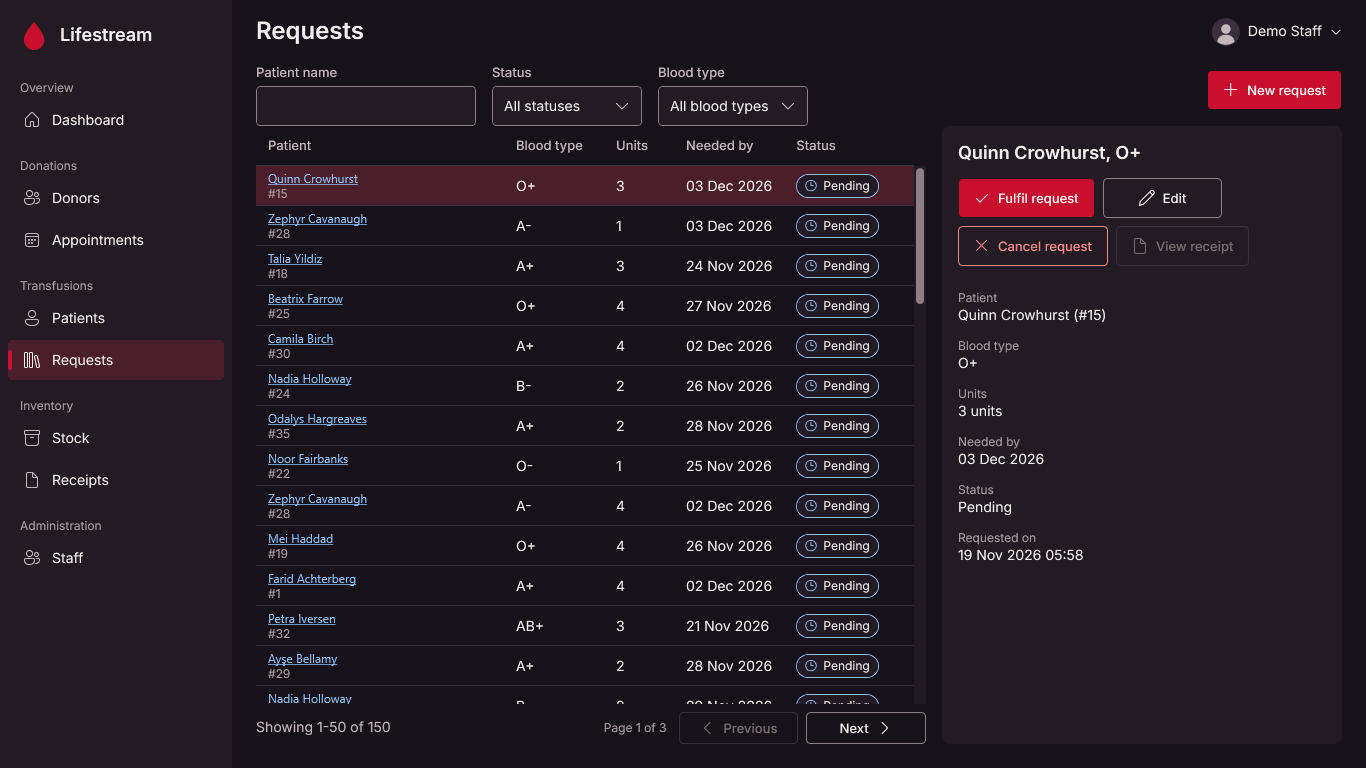 Lifestream
Overview
Dashboard
Donations
Donors
Appointments
Transfusions
Patients
Requests
Inventory
Stock
Receipts
Administration
Staff
Requests
Demo Staff
Patient name
Status
All statuses
Blood type
All blood types
New request
Patient Blood type Units Needed by Status
Quinn Crowhurst
#15
O+ 3 03 Dec 2026 Pending
Zephyr Cavanaugh
#28
A- 1 03 Dec 2026 Pending
Talia Yildiz
#18
A+ 3 24 Nov 2026 Pending
Beatrix Farrow
#25
O+ 4 27 Nov 2026 Pending
Camila Birch
#30
A+ 4 02 Dec 2026 Pending
Nadia Holloway
#24
B- 2 26 Nov 2026 Pending
Odalys Hargreaves
#35
A+ 2 28 Nov 2026 Pending
Noor Fairbanks
#22
O- 1 25 Nov 2026 Pending
Zephyr Cavanaugh
#28
A- 4 02 Dec 2026 Pending
Mei Haddad
#19
O+ 4 26 Nov 2026 Pending
Farid Achterberg
#1
A+ 4 02 Dec 2026 Pending
Petra Iversen
#32
AB+ 3 21 Nov 2026 Pending
Ayşe Bellamy
#29
A+ 2 28 Nov 2026 Pending
Nadia Holloway
Showing 1-50 of 150
Page 1 of 3
Previous
Next
Quinn Crowhurst, O+
Fulfil request
Edit
Cancel request
View receipt
Patient
Quinn Crowhurst (#15)
Blood type
O+
Units
3 units
Needed by
03 Dec 2026
Status
Pending
Requested on
19 Nov 2026 05:58